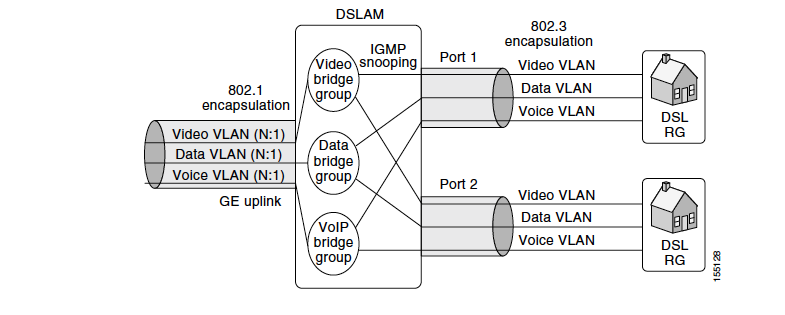 DSLAM
802.1
encapsulation
Video VLAN (N:1)
Data VLAN (N:1)
Voice VLAN (N:1)
GE uplink
Video
bridge
group
IGMP
snooping
Data
bridge
group
VoIP
bridge
group
Port 1
802.3
encapsulation
Video VLAN
Data VLAN
Voice VLAN
DSL
RG
Port 2
Video VLAN
Data VLAN
Voice VLAN
DSL
RG
155128